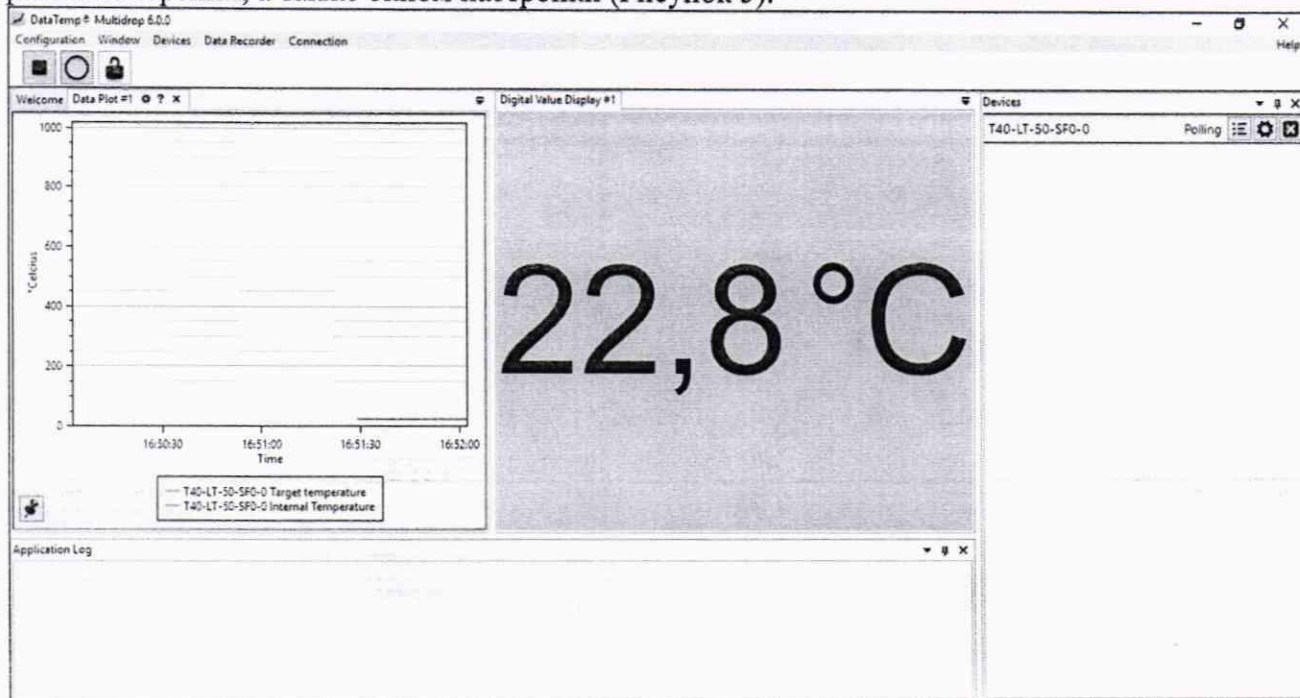 DataTemp® Multidrop 6.0.0
Configuration Window Devices Data Recorder Connection
Help
Welcome Data Plot #1
Digital Value Display #1
Devices
T40-LT-50-SF0-0 Polling
1000
800
600
400
200
0
°Celcius
16:50:30 16:51:00 16:51:30 16:52:00
Time
T40-LT-50-SF0-0 Target temperature
T40-LT-50-SF0-0 Internal Temperature
22,8 °C
Application Log